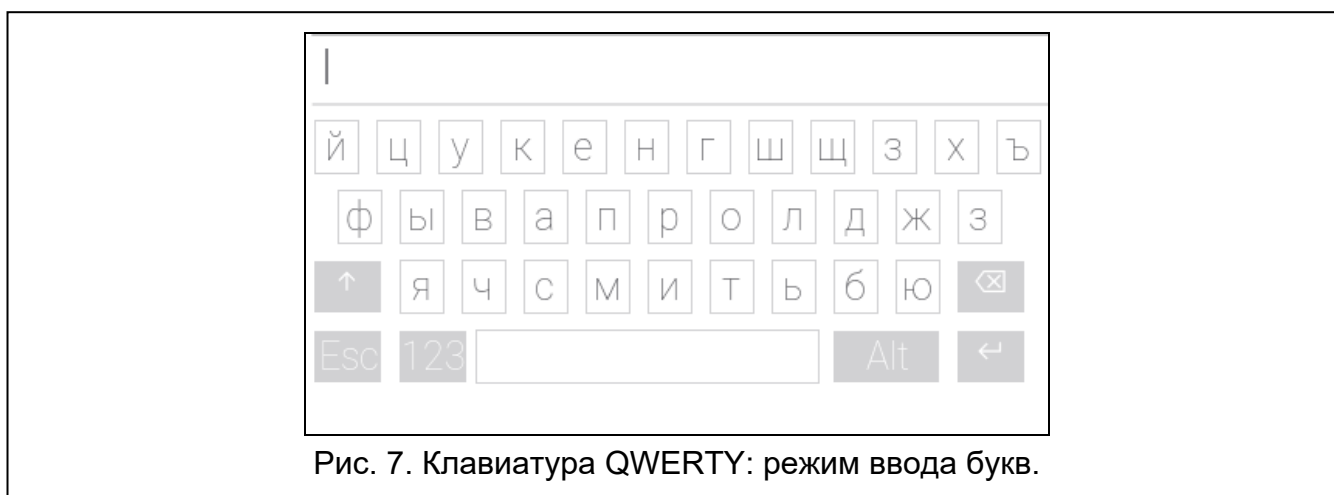 й ц у к е н г ш щ з х ъ
ф ы в а п р о л д ж з
↑ я ч с м и т ь б ю ⌫
Esc 123 Alt ↵
Рис. 7. Клавиатура QWERTY: режим ввода букв.